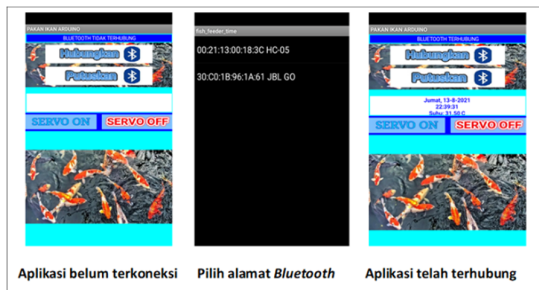 PAKAN IKAN ARDUINO
BLUETOOTH TIDAK TERHUBUNG
Hubungkan
Putuskan
SERVO ON SERVO OFF
Aplikasi belum terkoneksi
fish_feeder_time
00:21:13:00:18:3C HC-05
30:C0:1B:96:1A:61 JBL GO
Pilih alamat Bluetooth
PAKAN IKAN ARDUINO
BLUETOOTH TERHUBUNG
Hubungkan
Putuskan
Jumat, 13-8-2021
22:39:31
Suhu: 31.50 C
SERVO ON SERVO OFF
Aplikasi telah terhubung